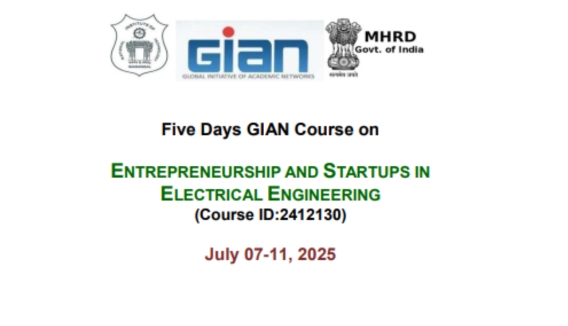 GIAN
GLOBAL INITIATIVE OF ACADEMIC NETWORKS
MHRD
Govt. of India
सत्यमेव जयते
Five Days GIAN Course on
ENTREPRENEURSHIP AND STARTUPS IN
ELECTRICAL ENGINEERING
(Course ID:2412130)
July 07-11, 2025